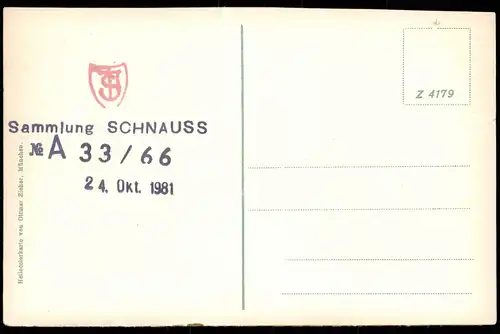 Sammlung SCHNAUSS
№ A 33/66
24. Okt. 1981
Z 4179
Heliocolorkarte von Ottmar Zieher, München.